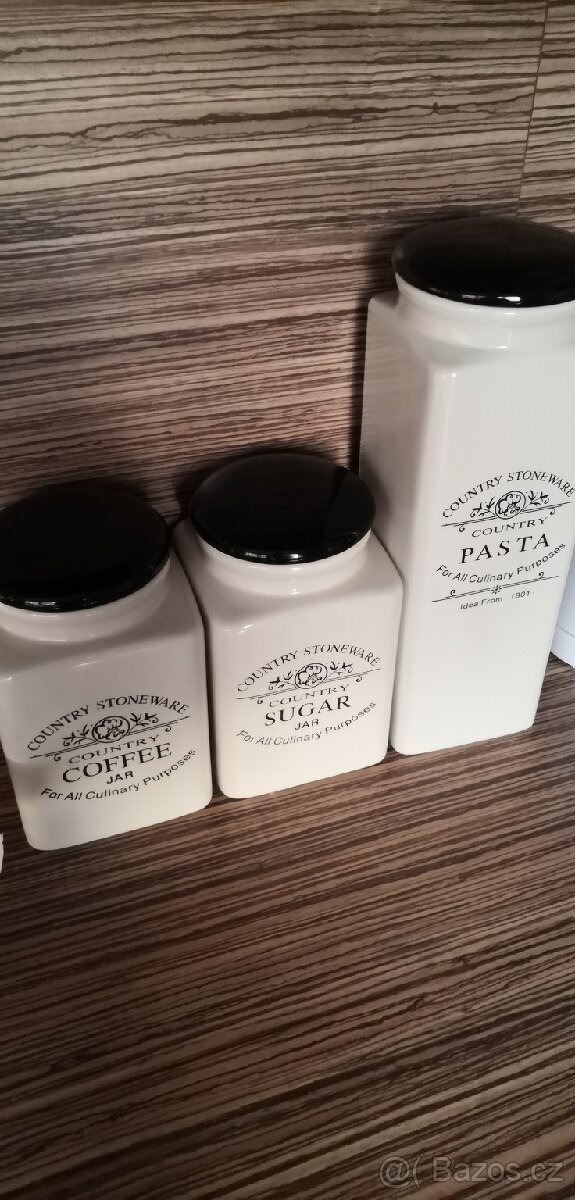 COUNTRY STONEWARE
COUNTRY
COFFEE
JAR
For All Culinary Purposes
COUNTRY STONEWARE
COUNTRY
SUGAR
JAR
For All Culinary Purposes
COUNTRY STONEWARE
COUNTRY
PASTA
For All Culinary Purposes
Idea From - 1901 -
@( Bazos.cz